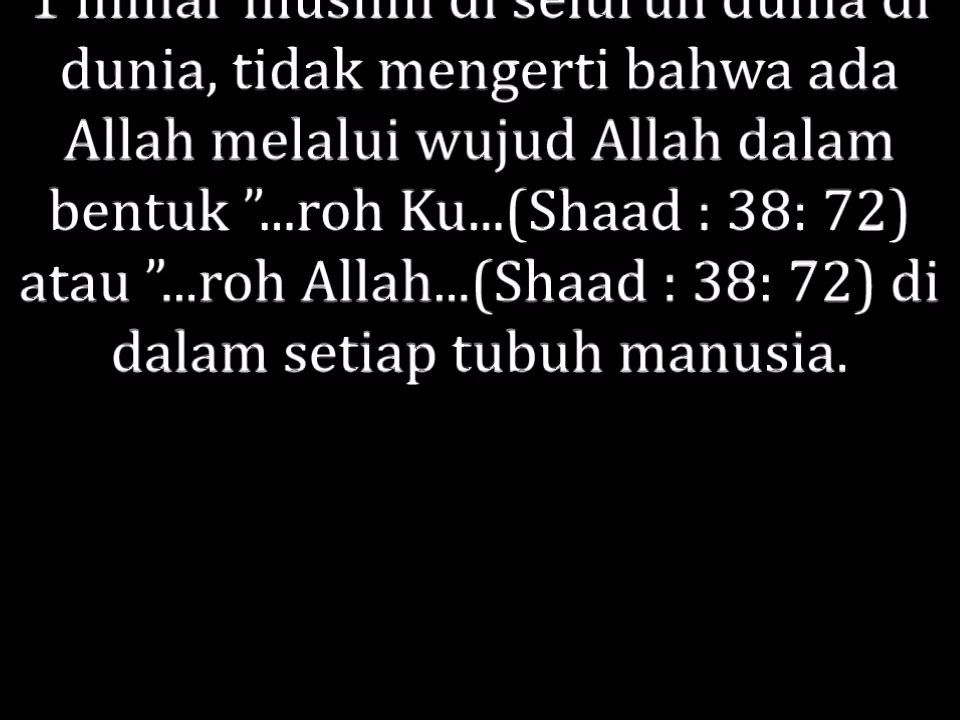 1 miliar muslim di seluruh dunia di
dunia, tidak mengerti bahwa ada
Allah melalui wujud Allah dalam
bentuk ”...roh Ku...(Shaad : 38: 72)
atau ”...roh Allah...(Shaad : 38: 72) di
dalam setiap tubuh manusia.